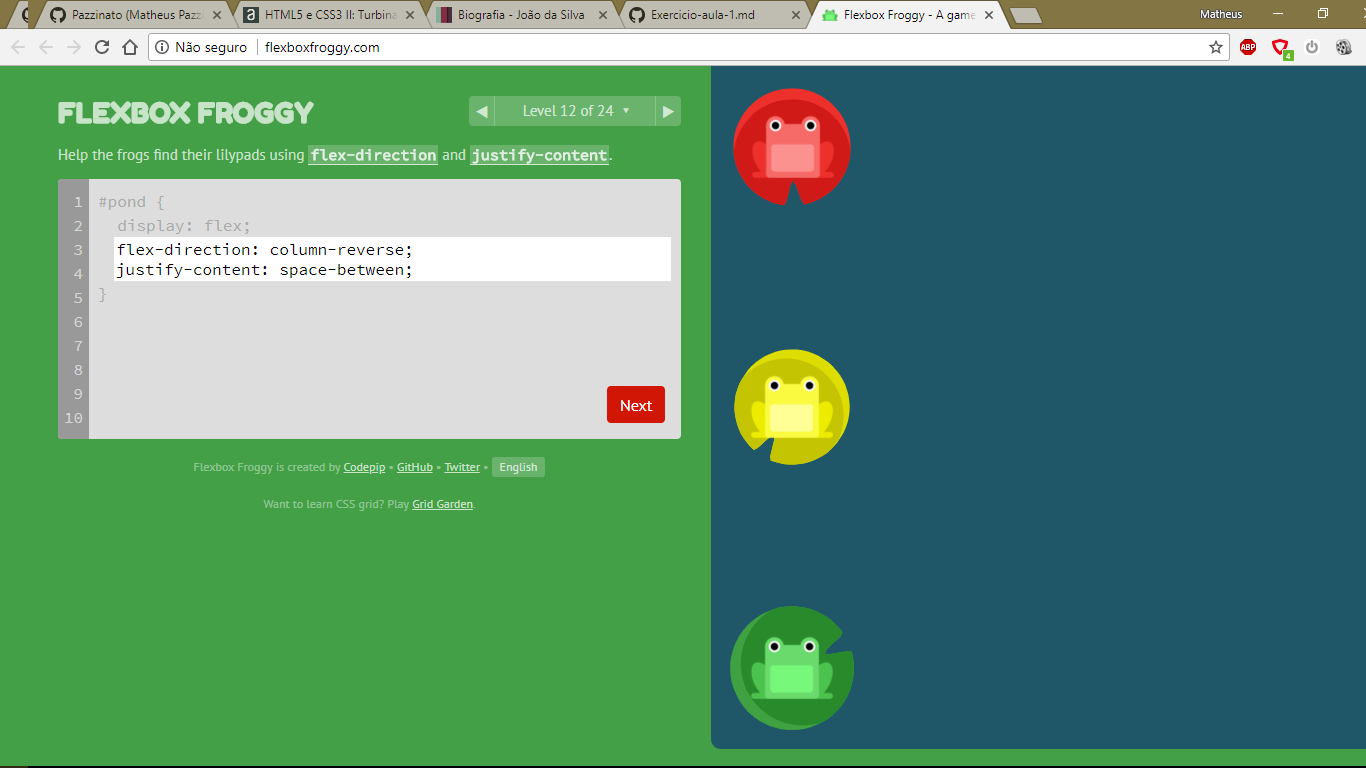 Pazzinato (Matheus Pazz
HTML5 e CSS3 II: Turbina
Biografia - João da Silva
Exercicio-aula-1.md
Flexbox Froggy - A game
Matheus
Não seguro
flexboxfroggy.com
ABP
4
FLEXBOX FROGGY
◀ Level 12 of 24 ▼ ▶
Help the frogs find their lilypads using flex-direction and justify-content.
1 #pond {
2 display: flex;
3 flex-direction: column-reverse;
4 justify-content: space-between;
5 }
6
7
8
9
10
Next
Flexbox Froggy is created by Codepip • GitHub • Twitter • English
Want to learn CSS grid? Play Grid Garden.